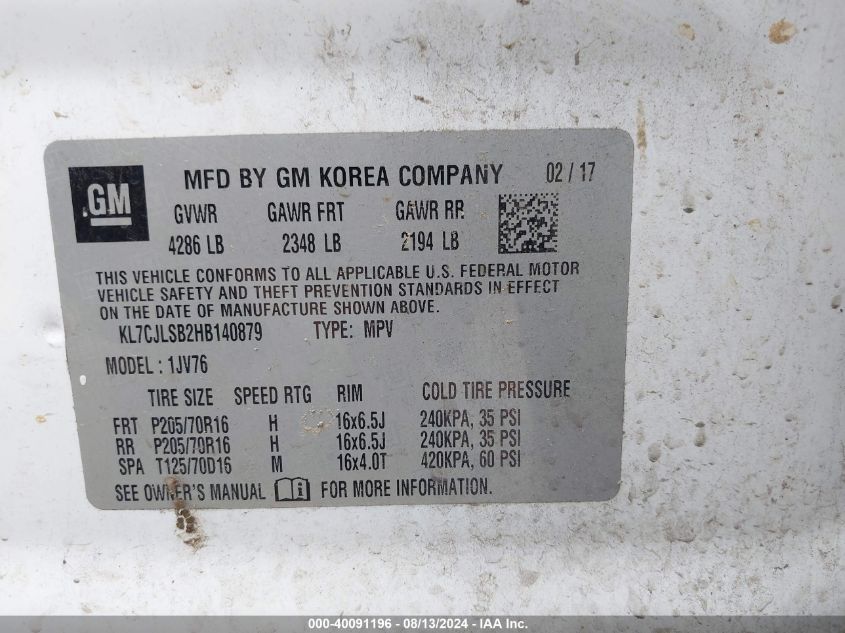 GM
MFD BY GM KOREA COMPANY 02 / 17
GVWR GAWR FRT GAWR RR
4286 LB 2348 LB 2194 LB
THIS VEHICLE CONFORMS TO ALL APPLICABLE U.S. FEDERAL MOTOR
VEHICLE SAFETY AND THEFT PREVENTION STANDARDS IN EFFECT
ON THE DATE OF MANUFACTURE SHOWN ABOVE.
KL7CJLSB2HB140879 TYPE: MPV
MODEL : 1JV76
TIRE SIZE SPEED RTG RIM COLD TIRE PRESSURE
FRT P205/70R16 H 16x6.5J 240KPA, 35 PSI
RR P205/70R16 H 16x6.5J 240KPA, 35 PSI
SPA T125/70D16 M 16x4.0T 420KPA, 60 PSI
SEE OWNER'S MANUAL FOR MORE INFORMATION.
000-40091196 - 08/13/2024 - IAA Inc.